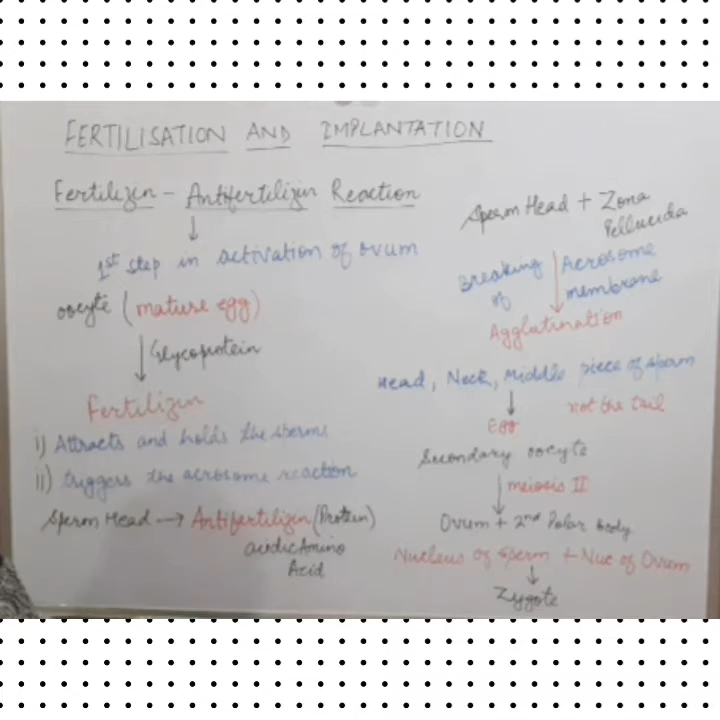 FERTILISATION AND IMPLANTATION
Fertilizin - Antifertilizin Reaction
↓
1st step in activation of ovum
oocyte (mature egg)
↓ Glycoprotein
Fertilizin
i) Attracts and holds the sperms
ii) triggers the acrosome reaction
Sperm Head → Antifertilizin (Protein)
acidic Amino
Acid
Sperm Head + Zona
Pellucida
Breaking of ↓ Acrosome membrane
Agglutination
Head, Neck, Middle piece of sperm
↓ not the tail
Egg
Secondary oocyte
↓ meiosis II
Ovum + 2nd Polar body
Nucleus of sperm + Nuc of Ovum
↓
Zygote